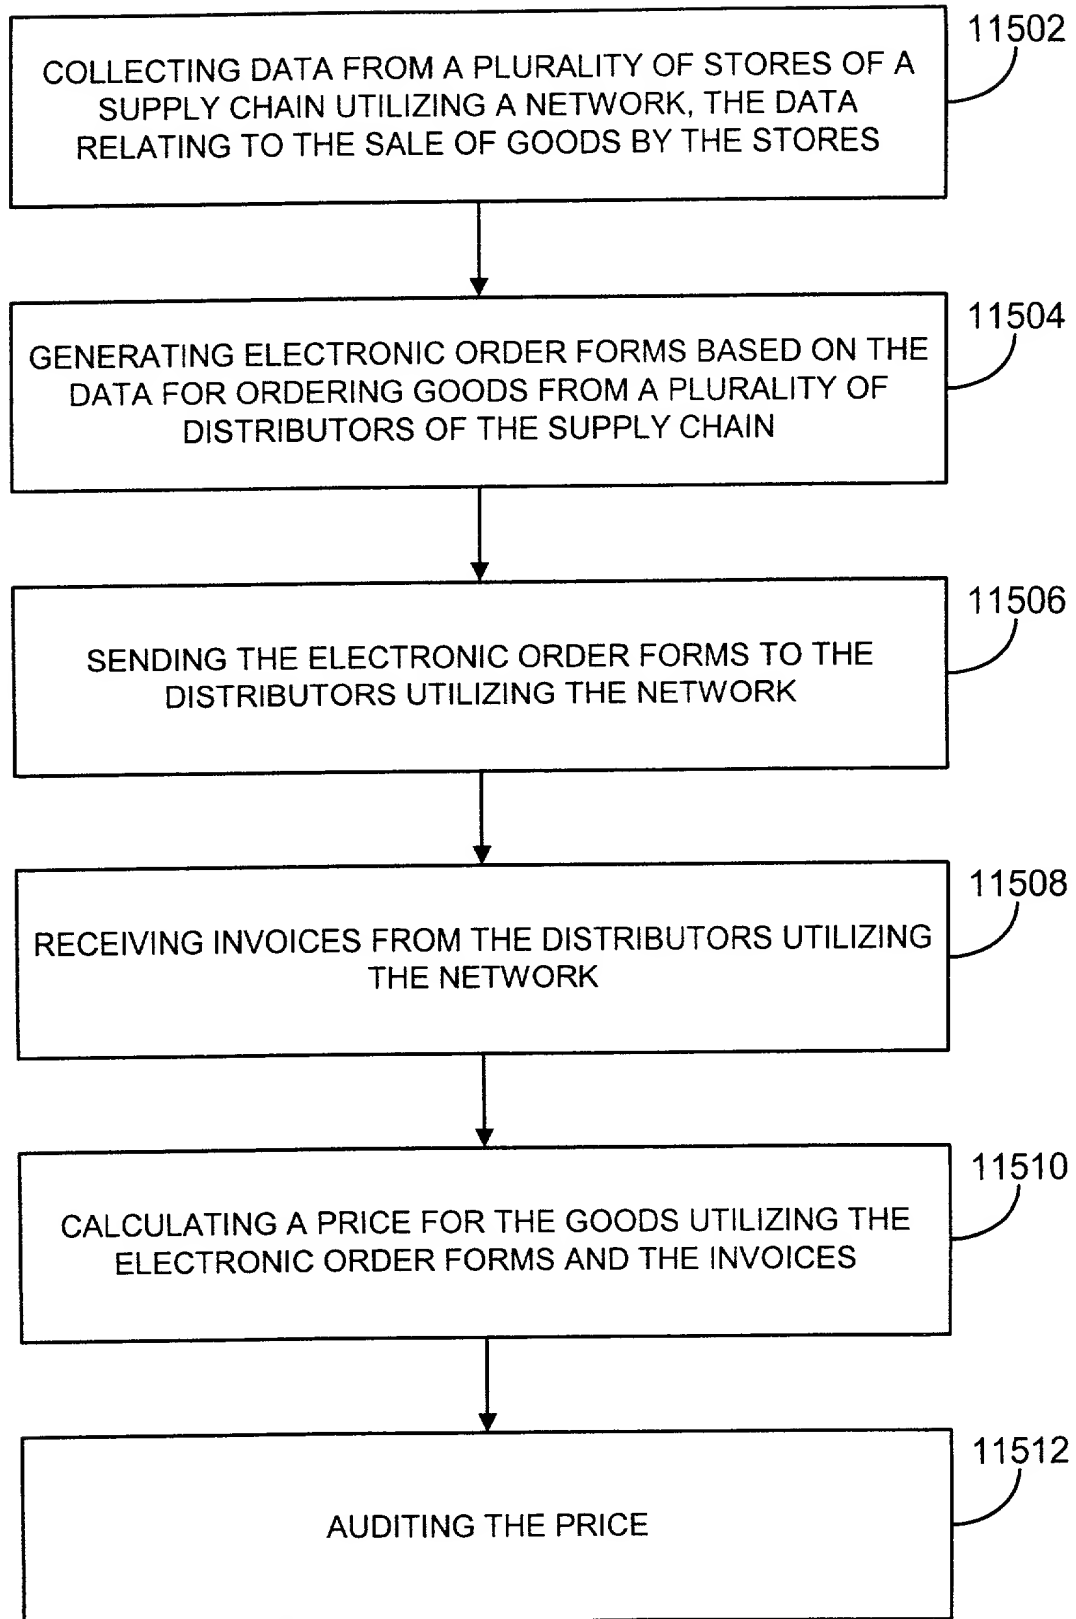 11502
COLLECTING DATA FROM A PLURALITY OF STORES OF A
SUPPLY CHAIN UTILIZING A NETWORK, THE DATA
RELATING TO THE SALE OF GOODS BY THE STORES
11504
GENERATING ELECTRONIC ORDER FORMS BASED ON THE
DATA FOR ORDERING GOODS FROM A PLURALITY OF
DISTRIBUTORS OF THE SUPPLY CHAIN
11506
SENDING THE ELECTRONIC ORDER FORMS TO THE
DISTRIBUTORS UTILIZING THE NETWORK
11508
RECEIVING INVOICES FROM THE DISTRIBUTORS UTILIZING
THE NETWORK
11510
CALCULATING A PRICE FOR THE GOODS UTILIZING THE
ELECTRONIC ORDER FORMS AND THE INVOICES
11512
AUDITING THE PRICE